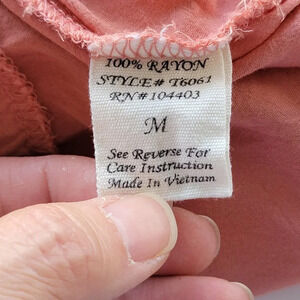 100% RAYON
STYLE# T6061
RN#104403
M
See Reverse For
Care Instruction
Made In Vietnam